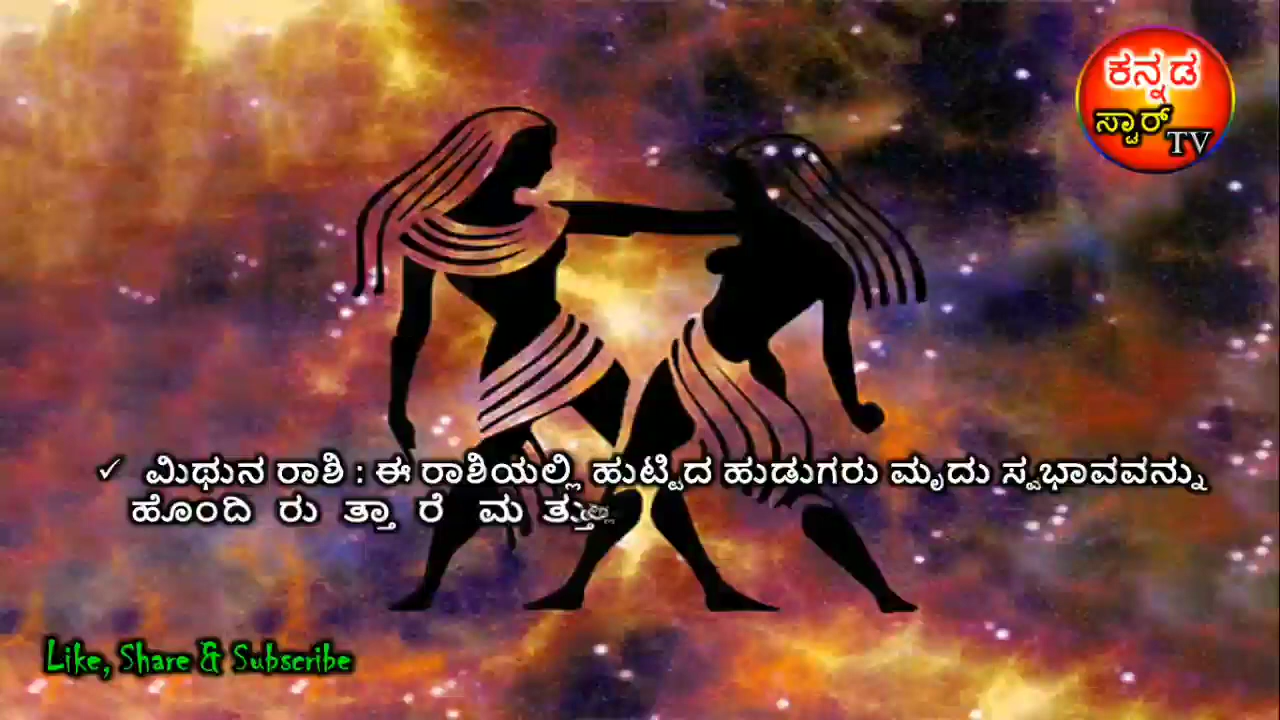 ಕನ್ನಡ
ಸ್ಟಾರ್
TV
✓ ಮಿಥುನ ರಾಶಿ : ಈ ರಾಶಿಯಲ್ಲಿ ಹುಟ್ಟಿದ ಹುಡುಗರು ಮೃದು ಸ್ವಭಾವವನ್ನು
ಹೊಂದಿ ರು ತ್ತಾ ರೆ ಮ ತ್ತು
Like, Share & Subscribe